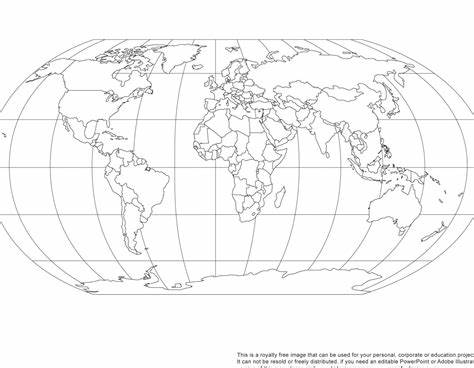 This is a royalty free image that can be used for your personal, corporate or education projec
It can not be resold or freely distributed. If you need an editable PowerPoint or Adobe Illustrat